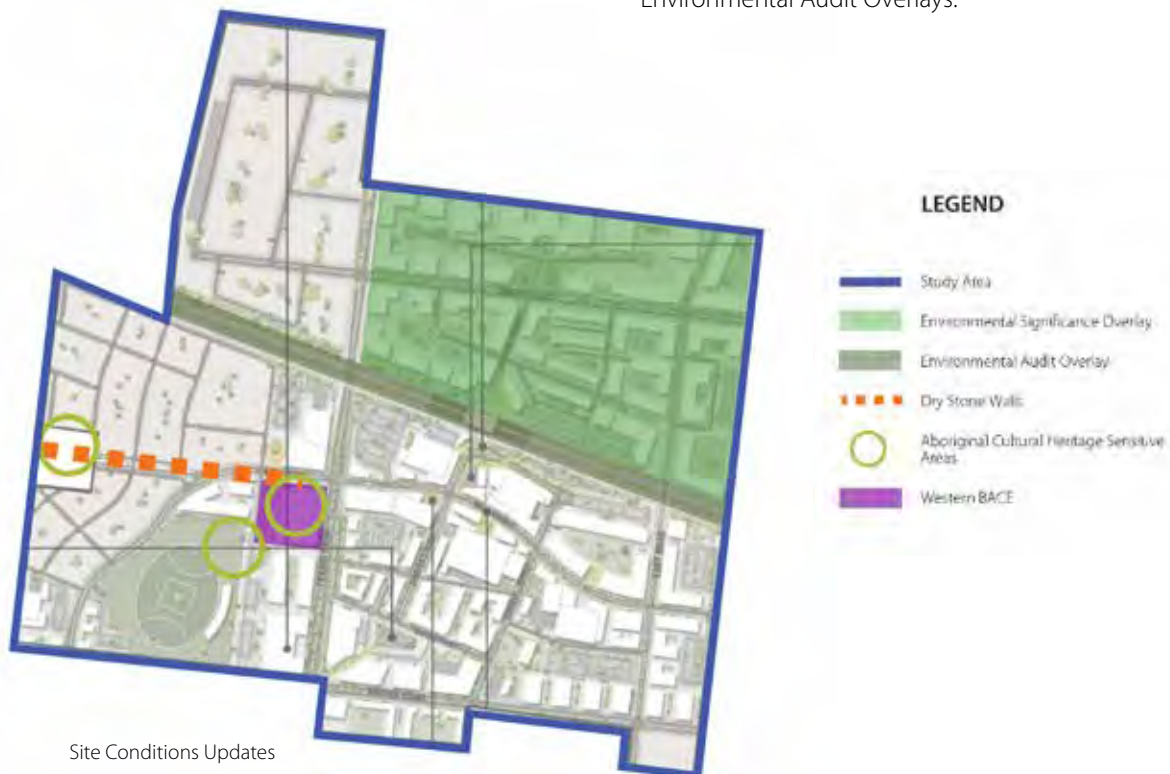 Environmental Audit Overlays.
LEGEND
Study Area
Environmental Significance Overlay
Environmental Audit Overlay
Dry Stone Walls
Aboriginal Cultural Heritage Sensitive
Areas
Western BACE
Site Conditions Updates